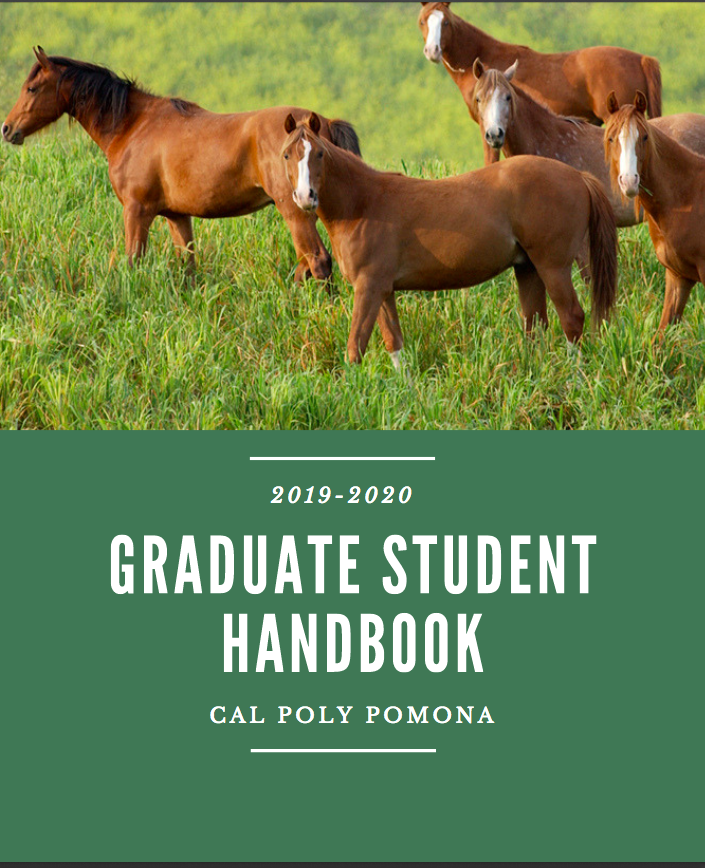 2019-2020
GRADUATE STUDENT
HANDBOOK
CAL POLY POMONA